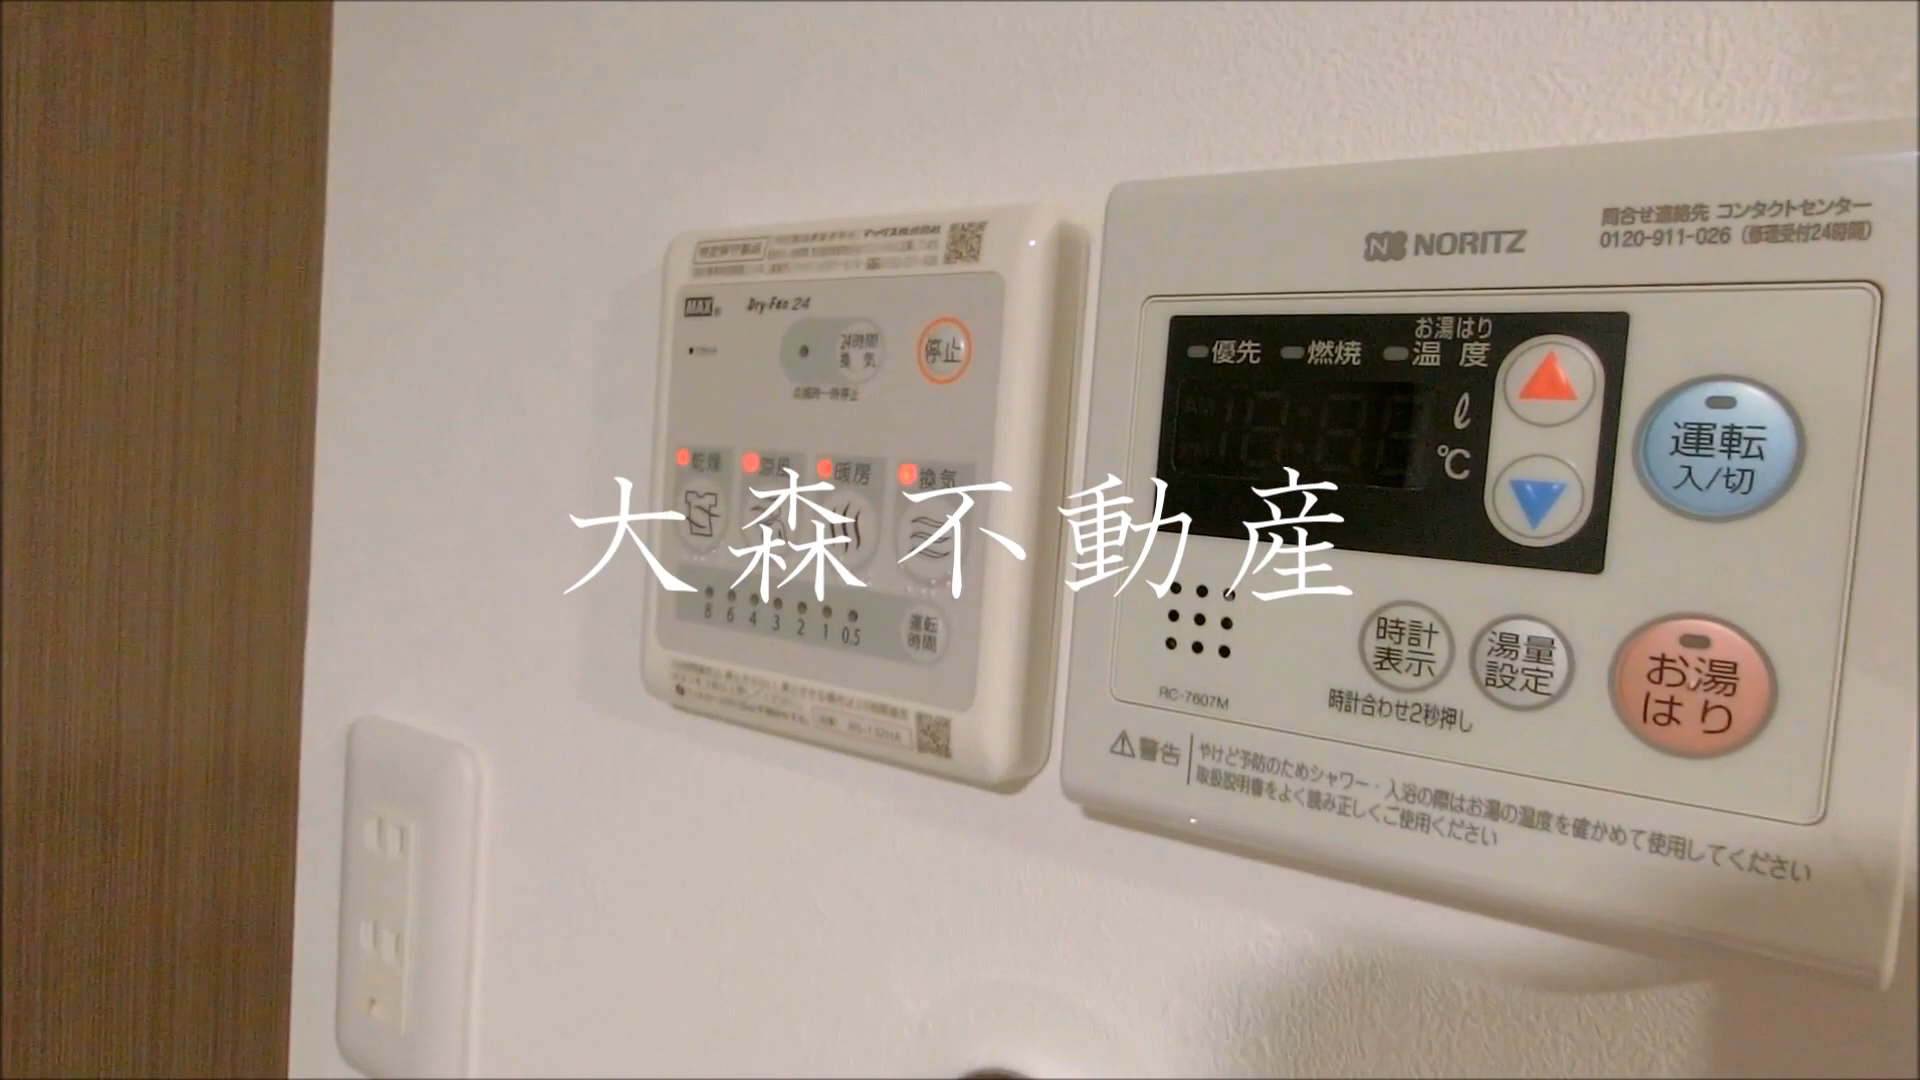 特定保守製品
MAX
Dry-Fan 24
24時間
換気
停止
乾燥
涼風
暖房
換気
8 6 4 3 2 1 0.5
運転
時間
大森不動産
NORITZ
問合せ連絡先 コンタクトセンター
0120-911-026 (修理受付24時間)
優先 燃焼 お湯はり
温度
ℓ
℃
運転
入/切
時計
表示
湯量
設定
お湯
はり
時計合わせ2秒押し
RC-7607M
⚠警告
やけど予防のためシャワー・入浴の際はお湯の温度を確かめて使用してください
取扱説明書をよく読み正しくご使用ください